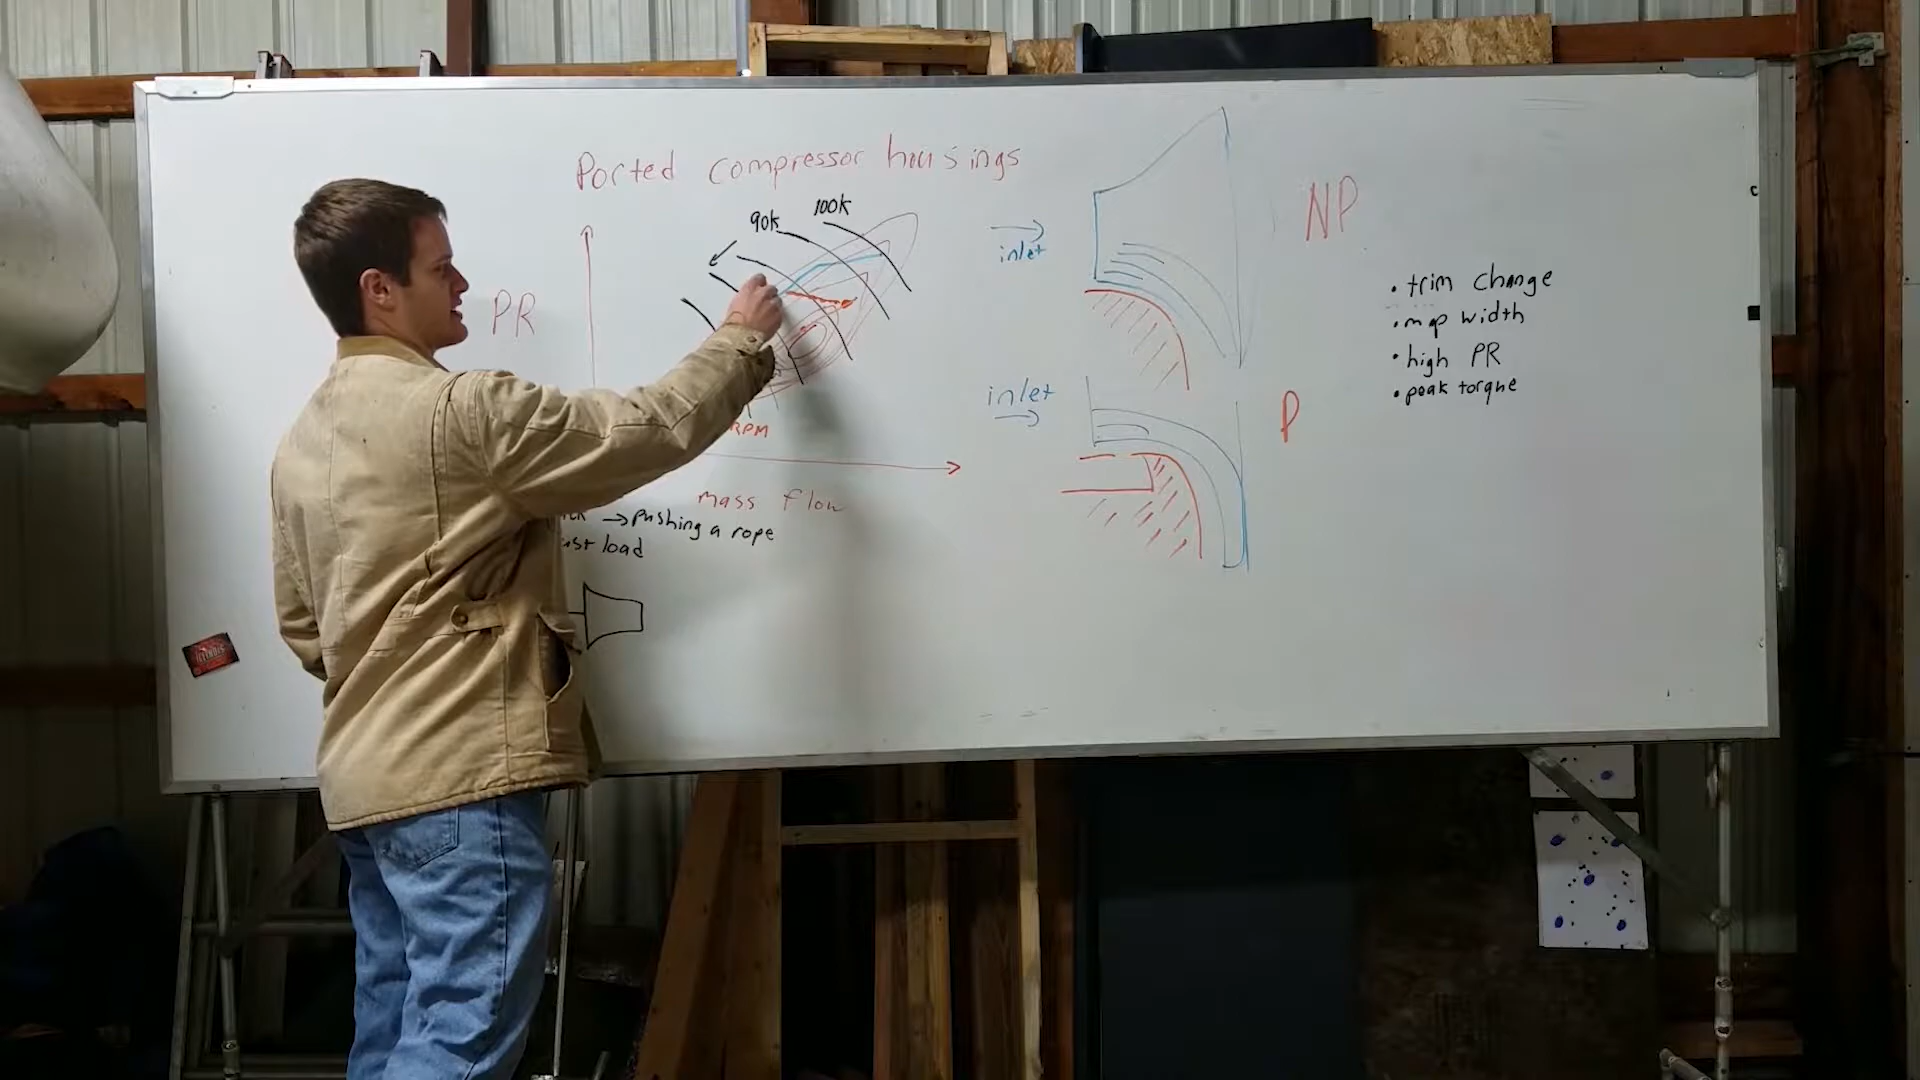 Ported compressor housings
90k 100k
PR
RPM
mass flow
→pushing a rope
load
inlet
NP
inlet
P
• trim change
• map width
• high PR
• peak torque
ILLINOIS